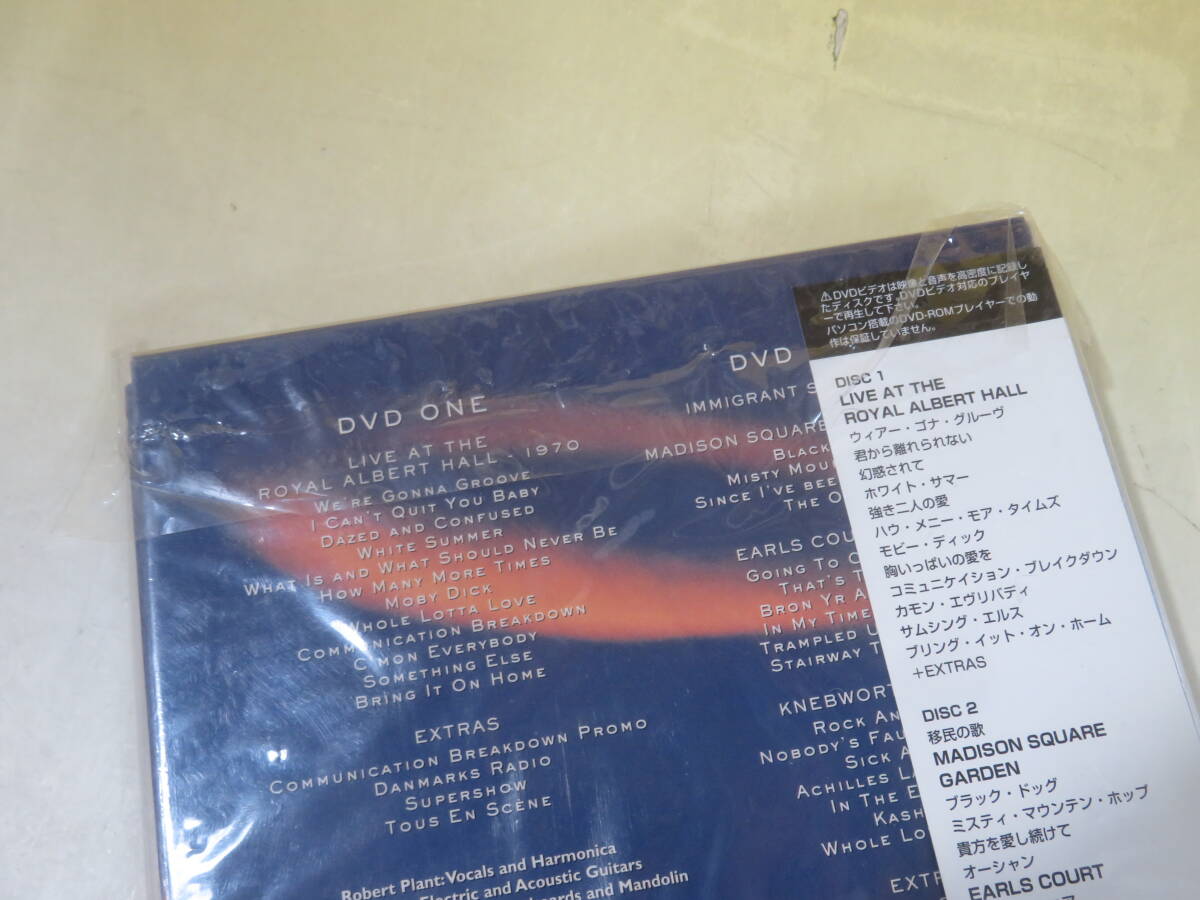 DVD ONE
LIVE AT THE
ROYAL ALBERT HALL - 1970
WE'RE GONNA GROOVE
I CAN'T QUIT YOU BABY
DAZED AND CONFUSED
WHITE SUMMER
WHAT IS AND WHAT SHOULD NEVER BE
HOW MANY MORE TIMES
MOBY DICK
WHOLE LOTTA LOVE
COMMUNICATION BREAKDOWN
C'MON EVERYBODY
SOMETHING ELSE
BRING IT ON HOME
EXTRAS
COMMUNICATION BREAKDOWN PROMO
DANMARKS RADIO
SUPERSHOW
TOUS EN SCÈNE
Robert Plant: Vocals and Harmonica
Electric and Acoustic Guitars
and Mandolin
DVD
IMMIGRANT S
MADISON SQUARE
BLACK
MISTY MOU
SINCE I'VE BEE
THE O
EARLS COU
GOING TO C
THAT'S T
BRON YR A
IN MY TIME
TRAMPLED U
STAIRWAY T
KNEBWORT
ROCK AN
NOBODY'S FAU
SICK A
ACHILLES LA
IN THE E
KASH
WHOLE LO
EXTR
⚠DVDビデオは映像と音声を高密度に記録し
たディスクです。DVDビデオ対応のプレイヤ
ーで再生して下さい。
パソコン搭載のDVD-ROMプレイヤーでの動
作は保証していません。
DISC 1
LIVE AT THE
ROYAL ALBERT HALL
ウィアー・ゴナ・グルーヴ
君から離れられない
幻惑されて
ホワイト・サマー
強き二人の愛
ハウ・メニー・モア・タイムズ
モビー・ディック
胸いっぱいの愛を
コミュニケイション・ブレイクダウン
カモン・エヴリバディ
サムシング・エルス
ブリング・イット・オン・ホーム
+EXTRAS
DISC 2
移民の歌
MADISON SQUARE
GARDEN
ブラック・ドッグ
ミスティ・マウンテン・ホップ
貴方を愛し続けて
オーシャン
EARLS COURT